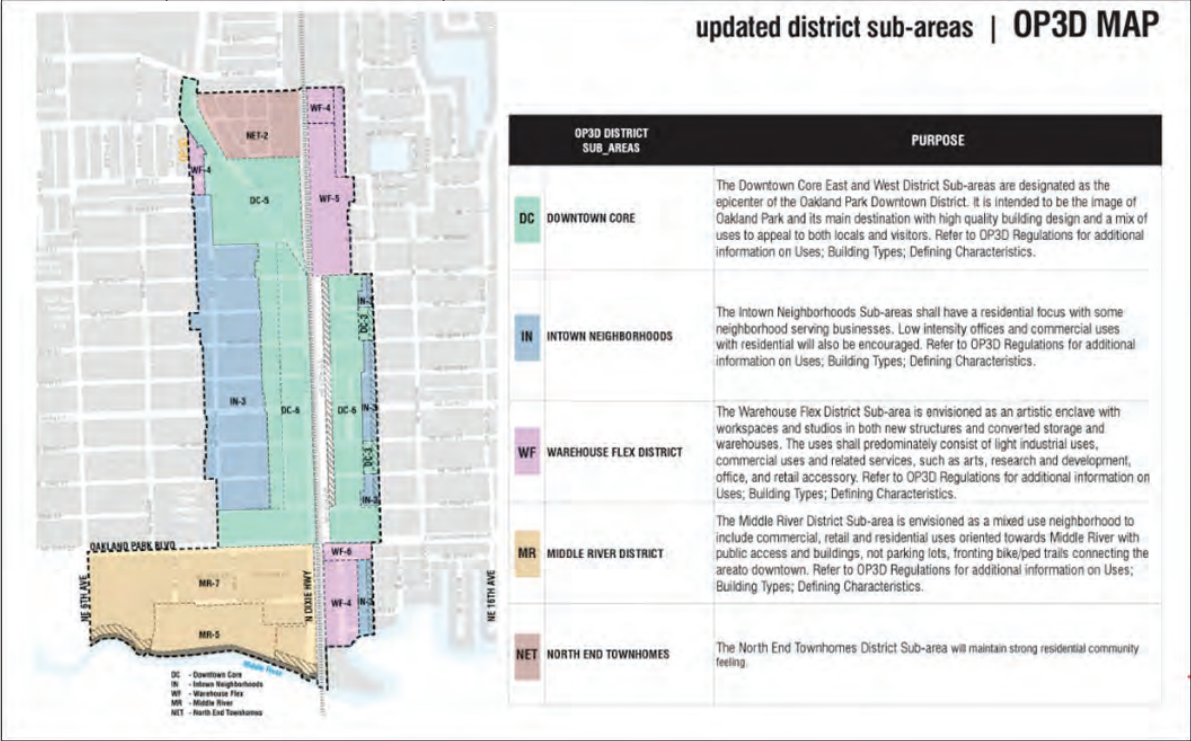 updated district sub-areas | OP3D MAP
OP3D DISTRICT
SUB_AREAS
PURPOSE
DC
DOWNTOWN CORE
The Downtown Core East and West District Sub-areas are designated as the
epicenter of the Oakland Park Downtown District. It is intended to be the image of
Oakland Park and its main destination with high quality building design and a mix of
uses to appeal to both locals and visitors. Refer to OP3D Regulations for additional
information on Uses; Building Types; Defining Characteristics.
IN
INTOWN NEIGHBORHOODS
The Intown Neighborhoods Sub-areas shall have a residential focus with some
neighborhood serving businesses. Low intensity offices and commercial uses
with residential will also be encouraged. Refer to OP3D Regulations for additional
information on Uses; Building Types; Defining Characteristics.
WF
WAREHOUSE FLEX DISTRICT
The Warehouse Flex District Sub-area is envisioned as an artistic enclave with
workspaces and studios in both new structures and converted storage and
warehouses. The uses shall predominately consist of light industrial uses,
commercial uses and related services, such as arts, research and development,
office, and retail accessory. Refer to OP3D Regulations for additional information on
Uses; Building Types; Defining Characteristics.
MR
MIDDLE RIVER DISTRICT
The Middle River District Sub-area is envisioned as a mixed use neighborhood to
include commercial, retail and residential uses oriented towards Middle River with
public access and buildings, not parking lots, fronting bike/ped trails connecting the
areato downtown. Refer to OP3D Regulations for additional information on Uses;
Building Types; Defining Characteristics.
NET
NORTH END TOWNHOMES
The North End Townhomes District Sub-area will maintain strong residential community
feeling.
WF-4
NET-2
WF-4
DC-5
WF-5
IN-3
DC-3
IN-3
DC-6
DC-6
IN-3
DC-3
IN-3
OAKLAND PARK BLVD
WF-6
NE 6TH AVE
MR-7
N DIXIE HWY
WF-4
IN-3
NE 16TH AVE
MR-5
Middle River
DC - Downtown Core
IN - Intown Neighborhoods
WF - Warehouse Flex
MR - Middle River
NET - North End Townhomes